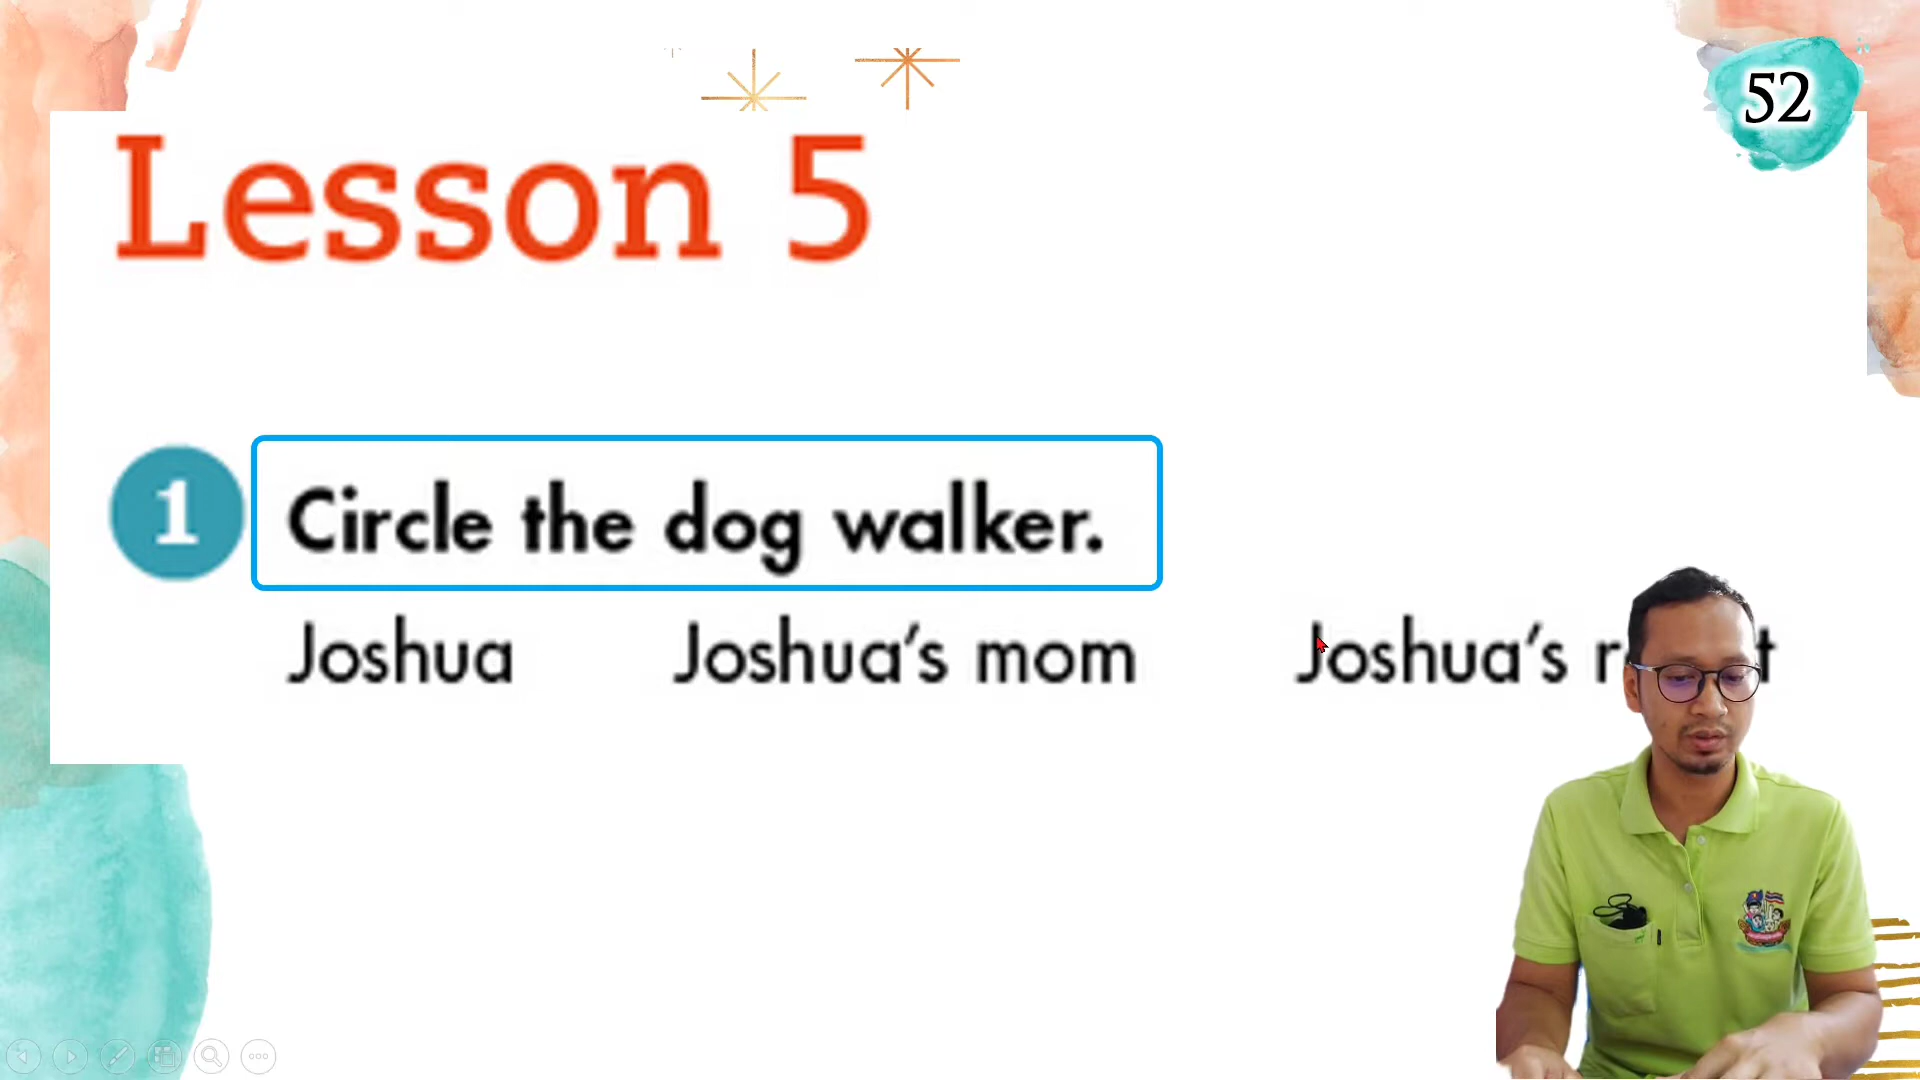 52
Lesson 5
1 Circle the dog walker.
Joshua Joshua's mom Joshua's